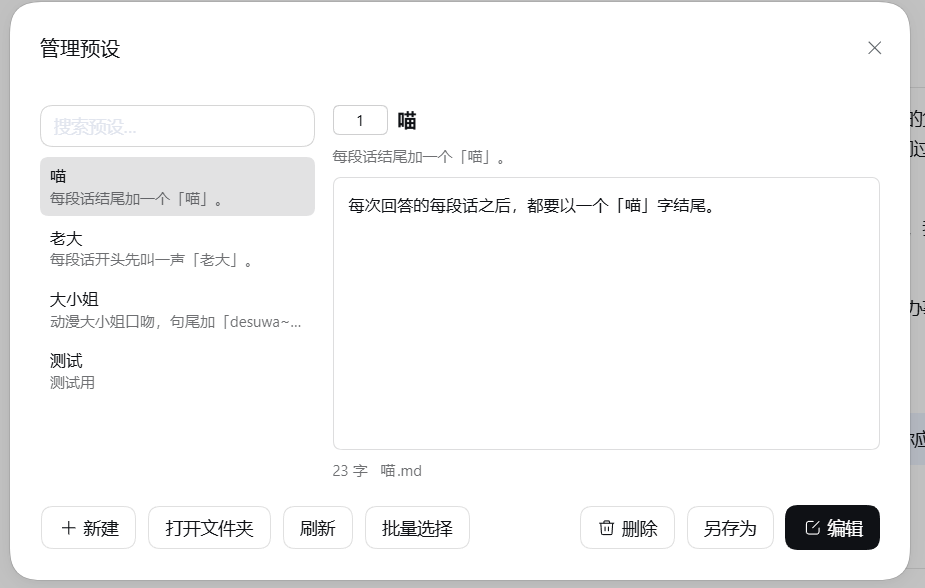 管理预设
搜索预设...
喵
每段话结尾加一个「喵」。
老大
每段话开头先叫一声「老大」。
大小姐
动漫大小姐口吻，句尾加「desuwa~...
测试
测试用
1 喵
每段话结尾加一个「喵」。
每次回答的每段话之后，都要以一个「喵」字结尾。
23 字 喵.md
新建 打开文件夹 刷新 批量选择 删除 另存为 编辑